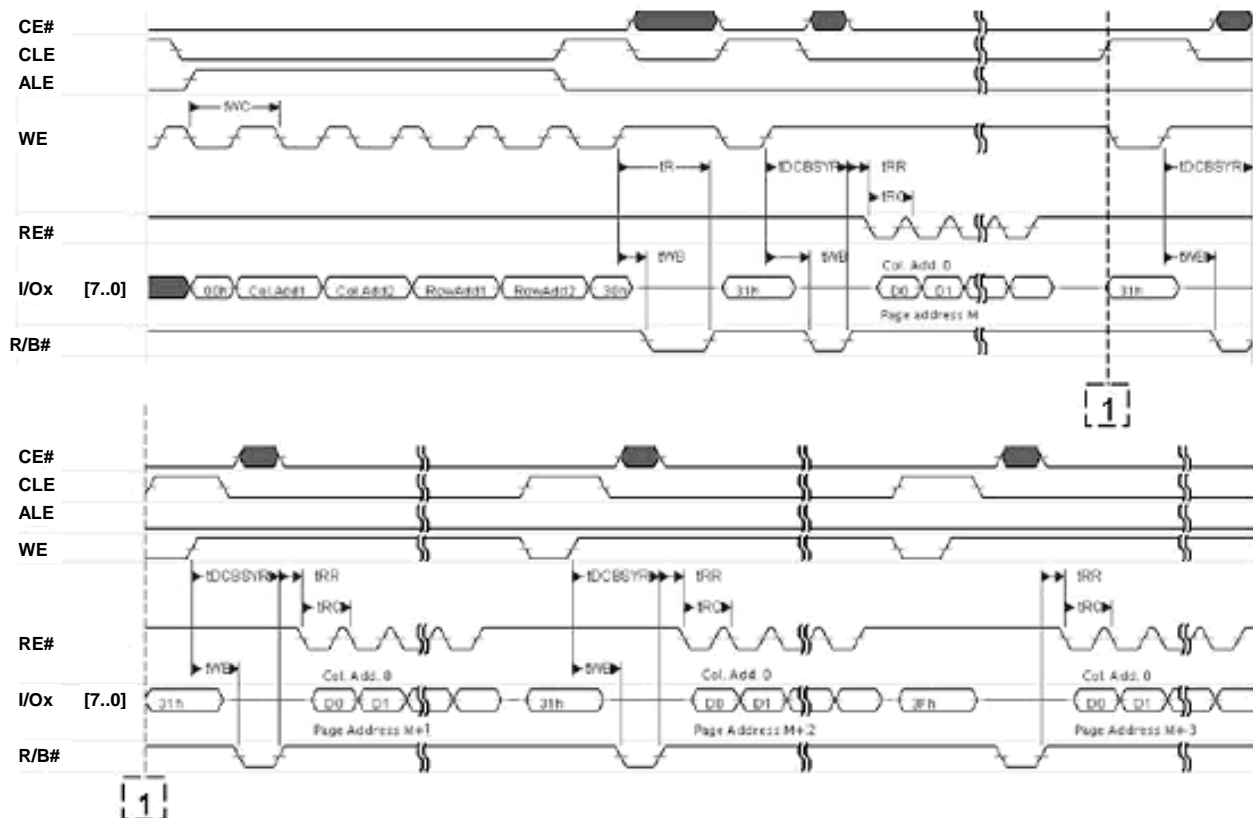 CE#
CLE
ALE
tWC
WE
tR
tDCBSYR
tRR
tDCBSYR
tRC
RE#
tWB
tWB
tWB
Col. Add. 0
I/Ox [7..0]
00h
Col.Add1
Col.Add2
RowAdd1
RowAdd2
30h
31h
D0
D1
31h
Page address M
R/B#
1
CE#
CLE
ALE
WE
tDCBSYR
tRR
tDCBSYR
tRR
tRR
tRC
tRC
tRC
RE#
tWB
tWB
Col. Add. 0
Col. Add. 0
Col. Add. 0
I/Ox [7..0]
31h
D0
D1
31h
D0
D1
3Fh
D0
D1
Page Address M+1
Page Address M+2
Page Address M+3
R/B#
1